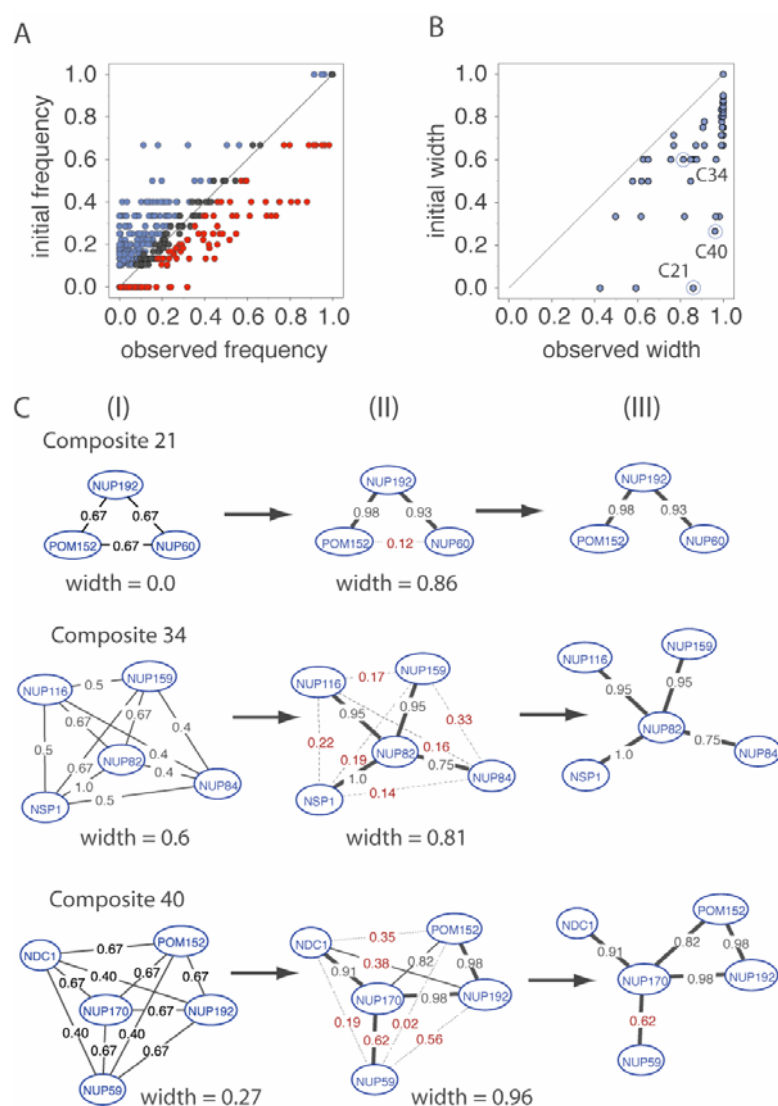 A
B
1.0
0.8
0.6
0.4
0.2
0.0
initial frequency
0.0 0.2 0.4 0.6 0.8 1.0
observed frequency
1.0
0.8
0.6
0.4
0.2
0.0
initial width
C34
C40
C21
0.0 0.2 0.4 0.6 0.8 1.0
observed width
C (I) (II) (III)
Composite 21
NUP192
0.67 0.67
POM152 0.67 NUP60
width = 0.0
NUP192
0.98 0.93
POM152 0.12 NUP60
width = 0.86
NUP192
0.98 0.93
POM152 NUP60
Composite 34
NUP116 0.5 NUP159
0.67 0.67
0.5 NUP82 0.4 0.4
0.67 0.4
1.0
NSP1 0.5 NUP84
width = 0.6
NUP116 0.17 NUP159
0.95 0.95 0.33
0.22 0.16
0.19 NUP82
1.0 0.75 NUP84
NSP1 0.14
width = 0.81
NUP116 NUP159
0.95 0.95
NUP82
1.0 0.75 NUP84
NSP1
Composite 40
NDC1 0.67 POM152
0.40 0.67 0.67
0.67
NUP170 0.67 NUP192
0.40 0.40
0.67 0.67
NUP59
width = 0.27
NDC1 0.35 POM152
0.38 0.82 0.98
0.91
NUP170 0.98 NUP192
0.19 0.02
0.62 0.56
NUP59
width = 0.96
NDC1 POM152
0.91 0.82 0.98
NUP170 0.98 NUP192
0.62
NUP59